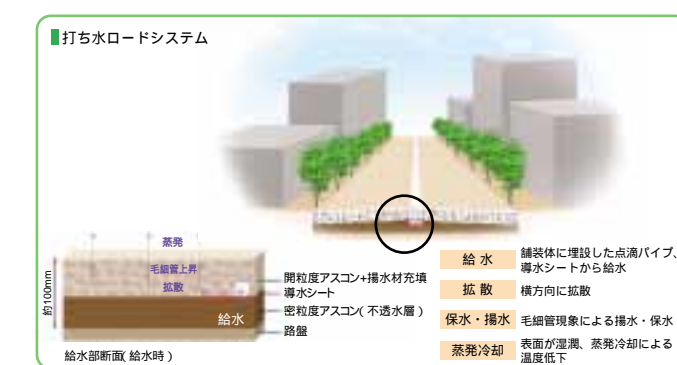 打ち水ロードシステム
蒸発
毛細管上昇
拡散
給水
約100mm
開粒度アスコン+揚水材充填
導水シート
密粒度アスコン(不透水層)
路盤
給水部断面(給水時)
給 水
舗装体に埋設した点滴パイプ、
導水シートから給水
拡 散
横方向に拡散
保水・揚水
毛細管現象による揚水・保水
蒸発冷却
表面が湿潤、蒸発冷却による
温度低下